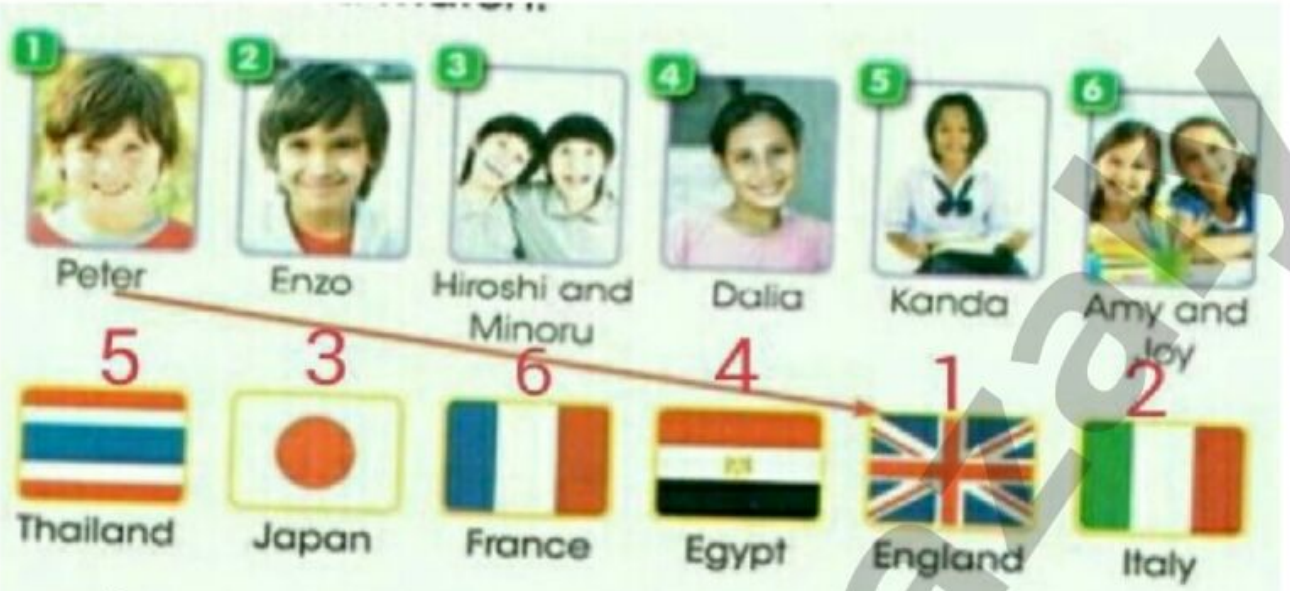 1 2 3 4 5 6
Peter Enzo Hiroshi and Minoru Dalia Kanda Amy and Joy
5 3 6 4 1 2
Thailand Japan France Egypt England Italy